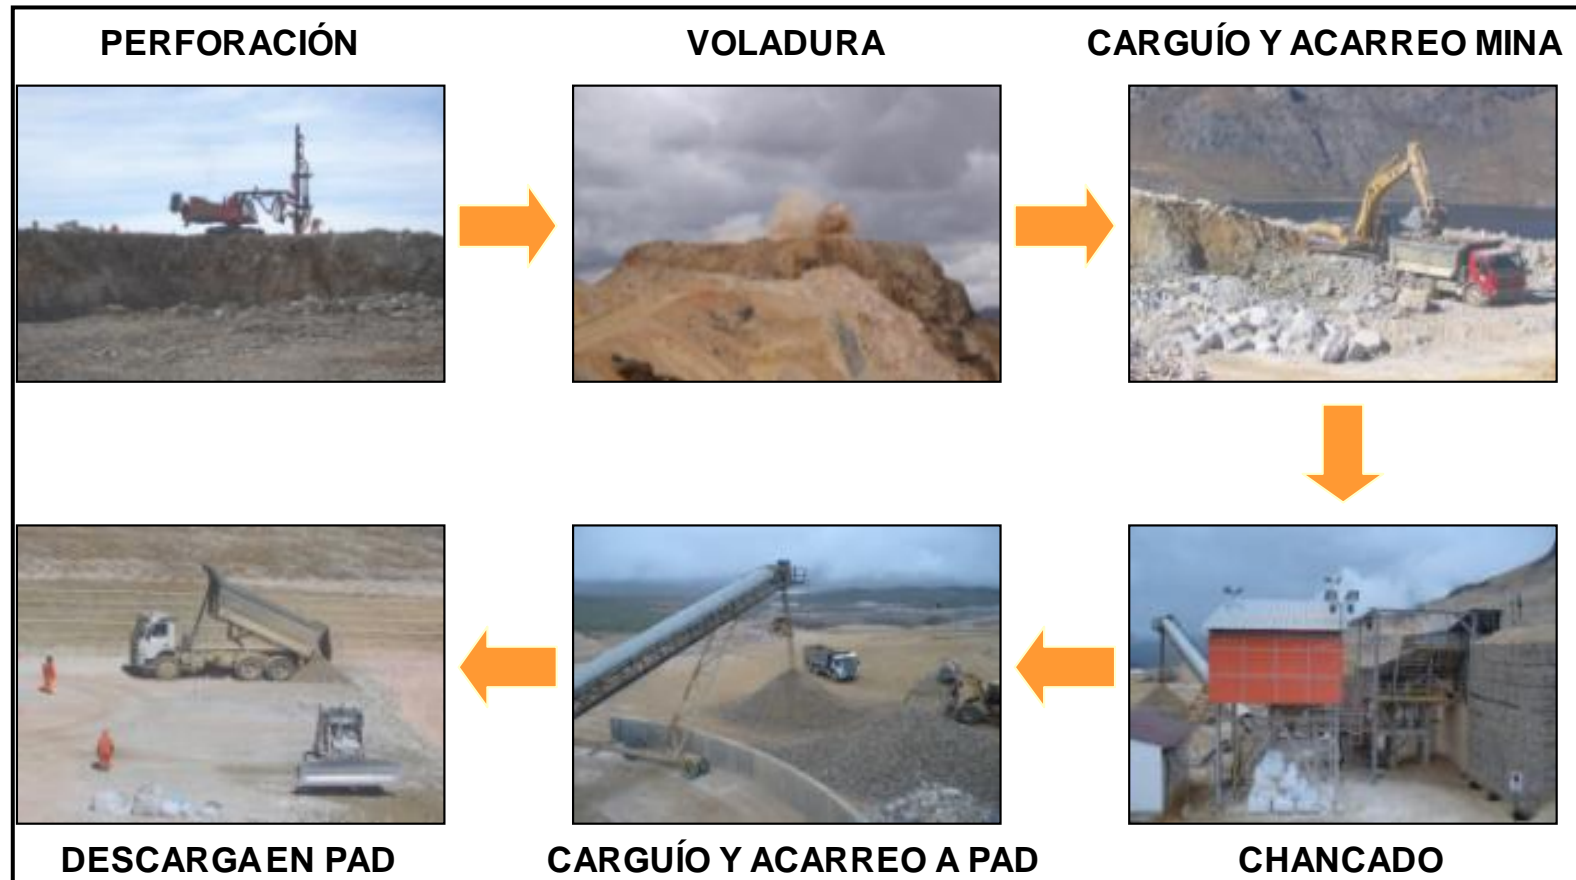 PERFORACIÓN
VOLADURA
CARGUÍO Y ACARREO MINA
DESCARGA EN PAD
CARGUÍO Y ACARREO A PAD
CHANCADO